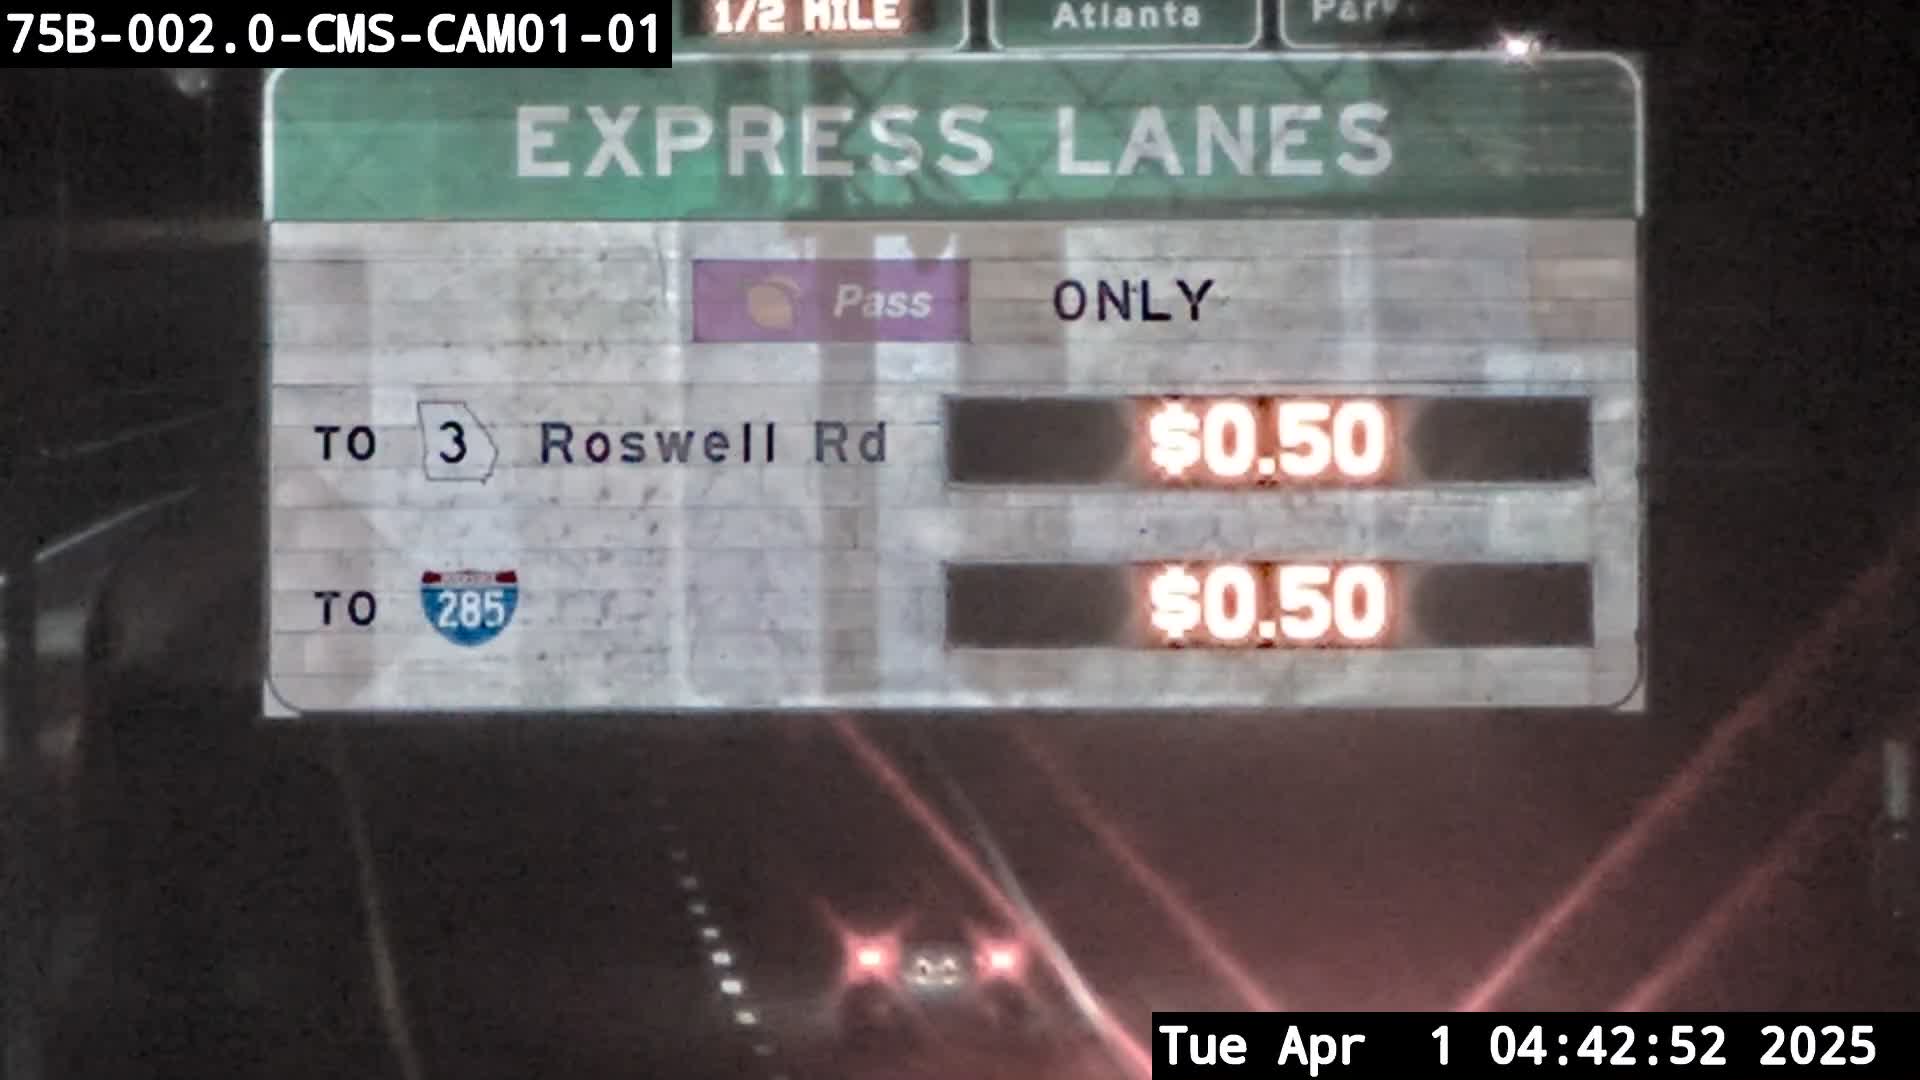 75B-002.0-CMS-CAM01-01
1/2 MILE
Atlanta
EXPRESS LANES
Pass ONLY
TO 3 Roswell Rd $0.50
TO 285 $0.50
Tue Apr 1 04:42:52 2025